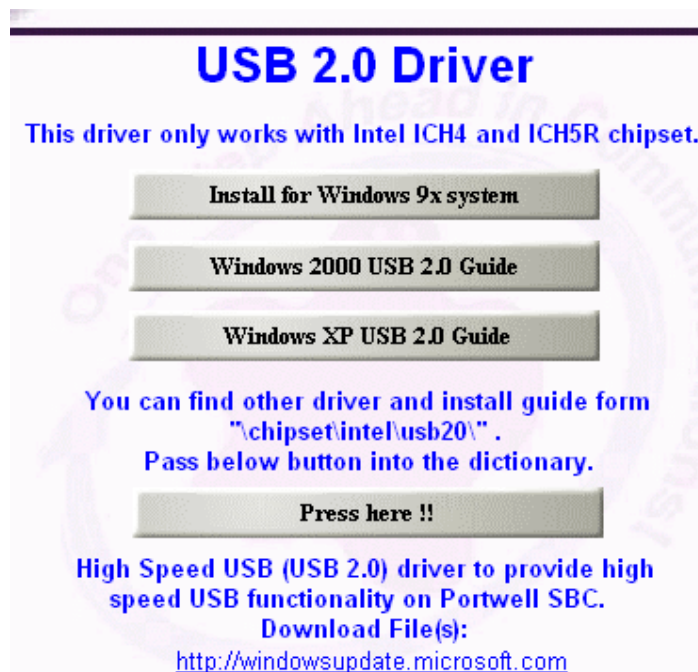 USB 2.0 Driver
This driver only works with Intel ICH4 and ICH5R chipset.
Install for Windows 9x system
Windows 2000 USB 2.0 Guide
Windows XP USB 2.0 Guide
You can find other driver and install guide form
"\chipset\intel\usb20\" .
Pass below button into the dictionary.
Press here !!
High Speed USB (USB 2.0) driver to provide high
speed USB functionality on Portwell SBC.
Download File(s):
http://windowsupdate.microsoft.com